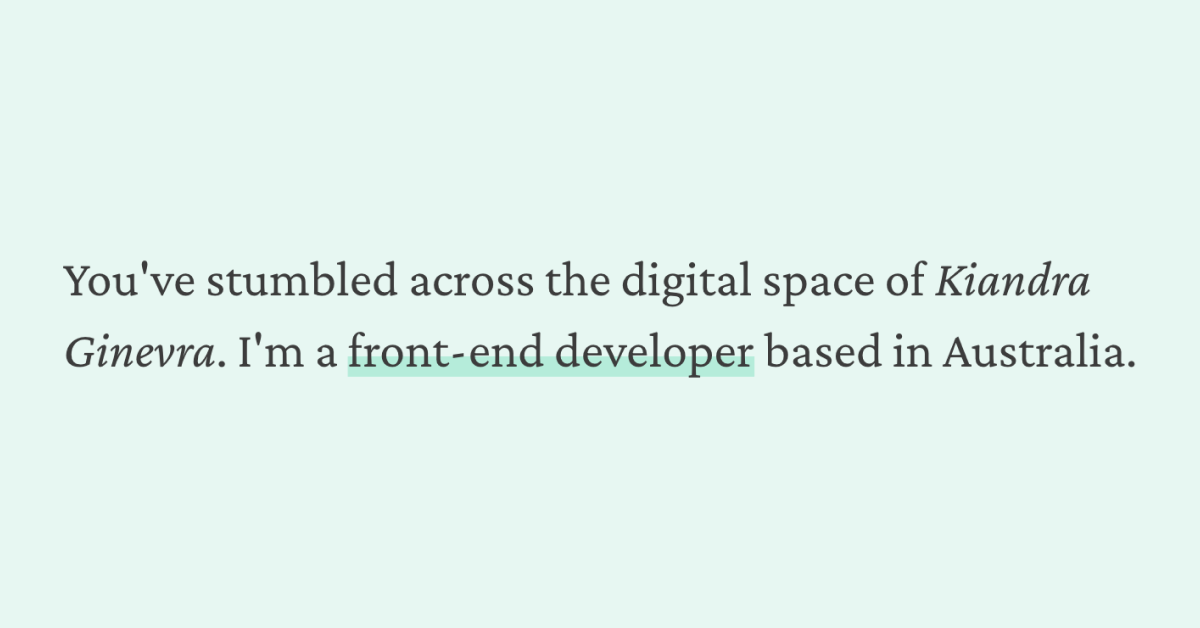 You've stumbled across the digital space of Kiandra
Ginevra. I'm a front-end developer based in Australia.